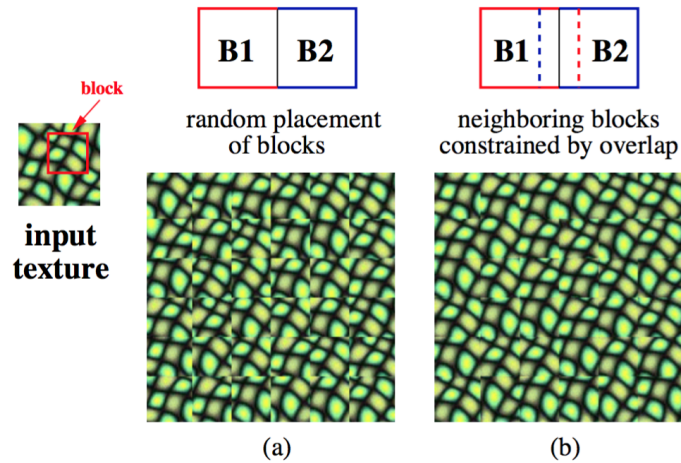 block
input
texture
B1 B2
random placement
of blocks
(a)
B1 B2
neighboring blocks
constrained by overlap
(b)